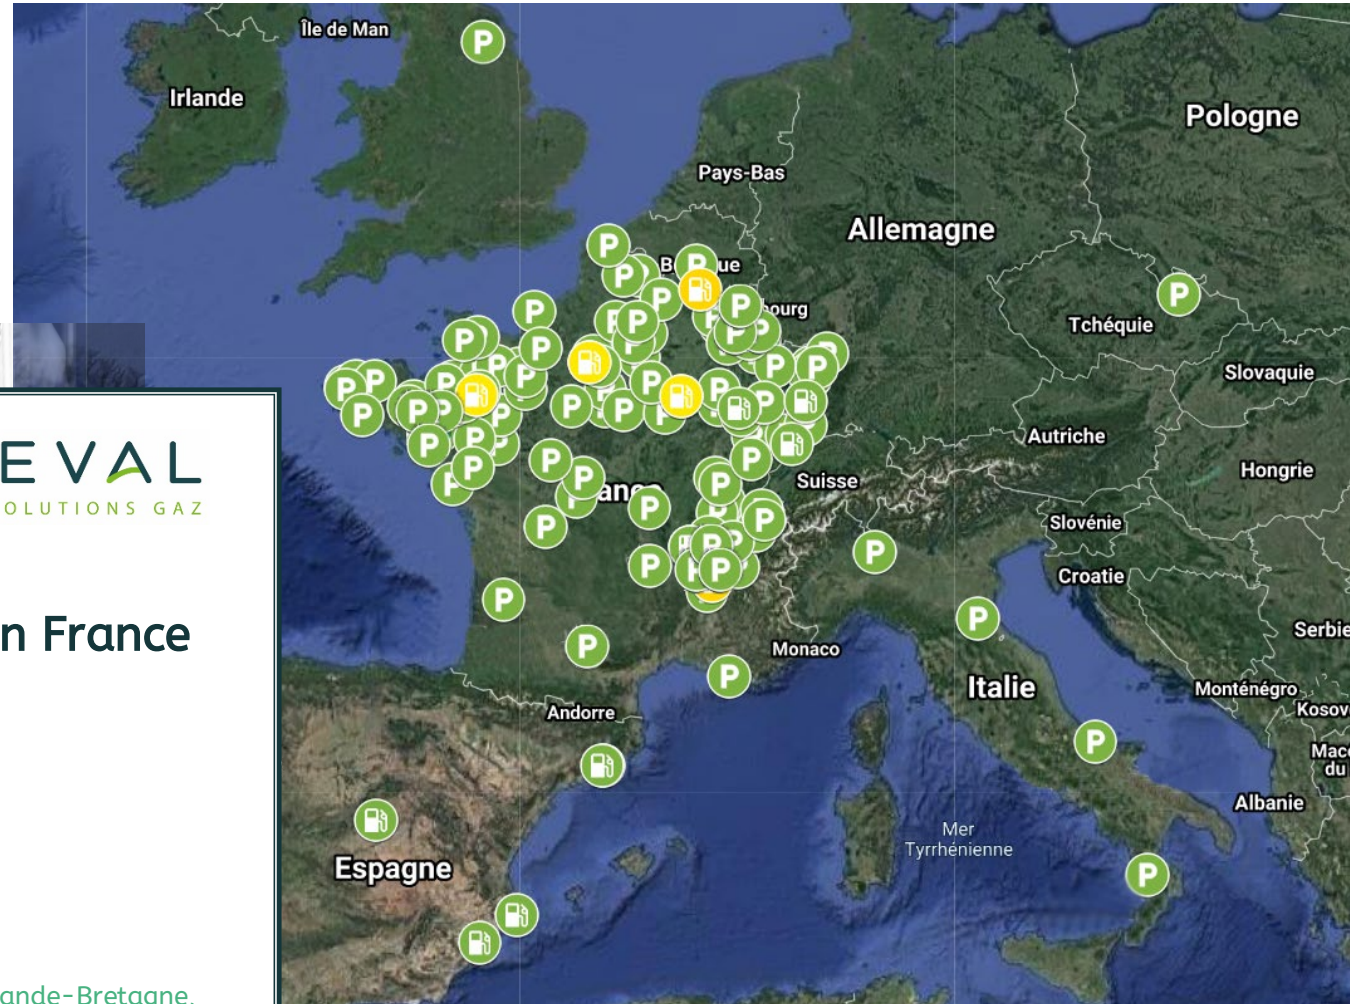 Île de Man
P
Irlande
Pologne
Pays-Bas
Allemagne
Tchéquie
Slovaquie
Autriche
Hongrie
Suisse
Slovénie
Croatie
Serbie
Monaco
Italie
Monténégro
Andorre
Albanie
Mer
Tyrrhénienne
Espagne
EVAL
OLUTIONS GAZ
n France
ande-Bretagne,